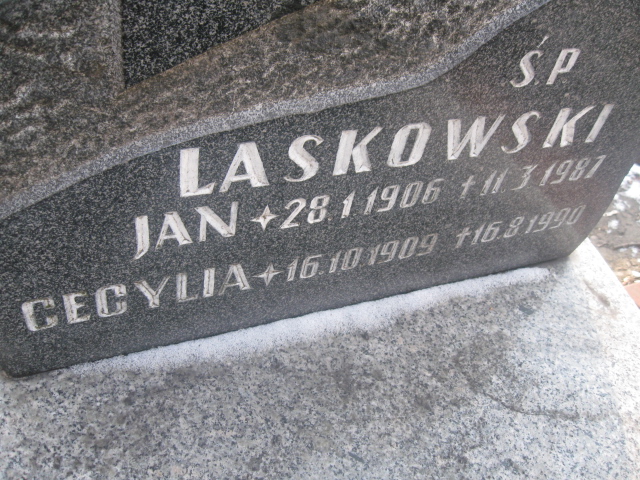 Ś.P
LASKOWSKI
JAN ✦ 28.1.1906 † 11.3.1987
CECYLIA ✦ 16.10.1909 † 16.8.1990